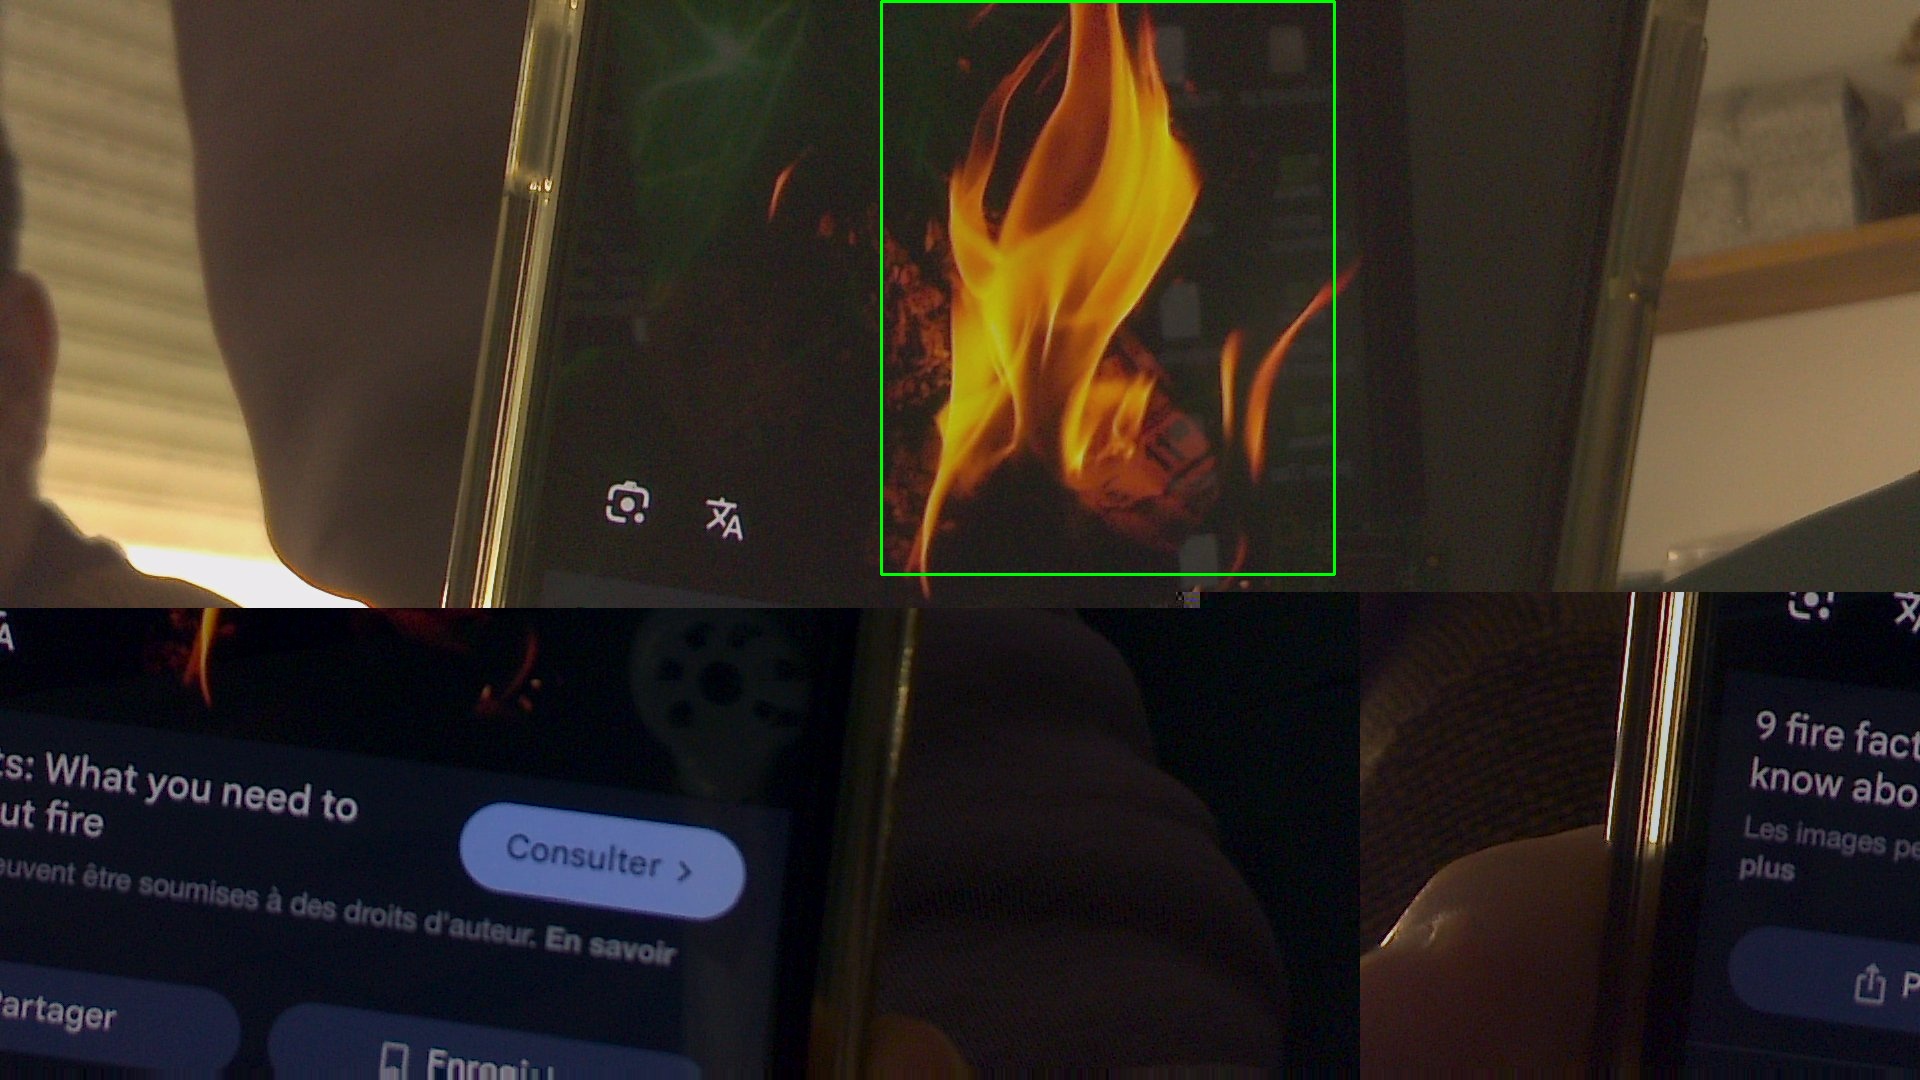 ts: What you need to
ut fire
Consulter >
euvent être soumises à des droits d'auteur. En savoir
Partager
9 fire fact
know abo
Les images pe
plus
P